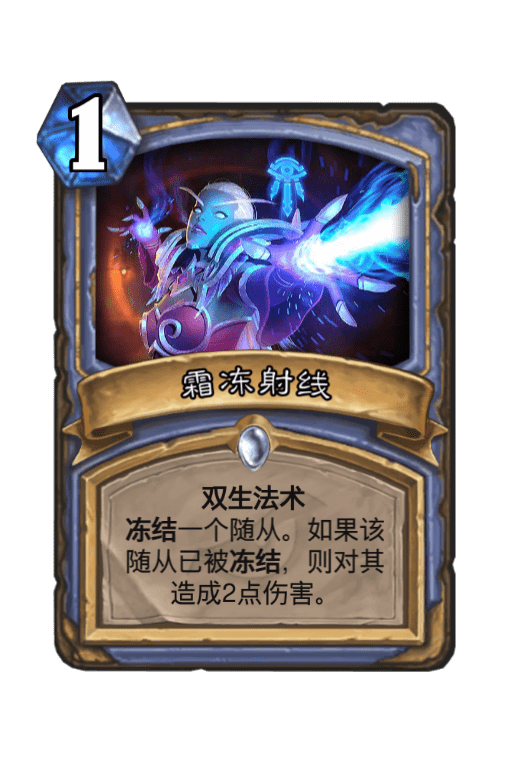 1
霜冻射线
双生法术
冻结一个随从。如果该
随从已被冻结，则对其
造成2点伤害。